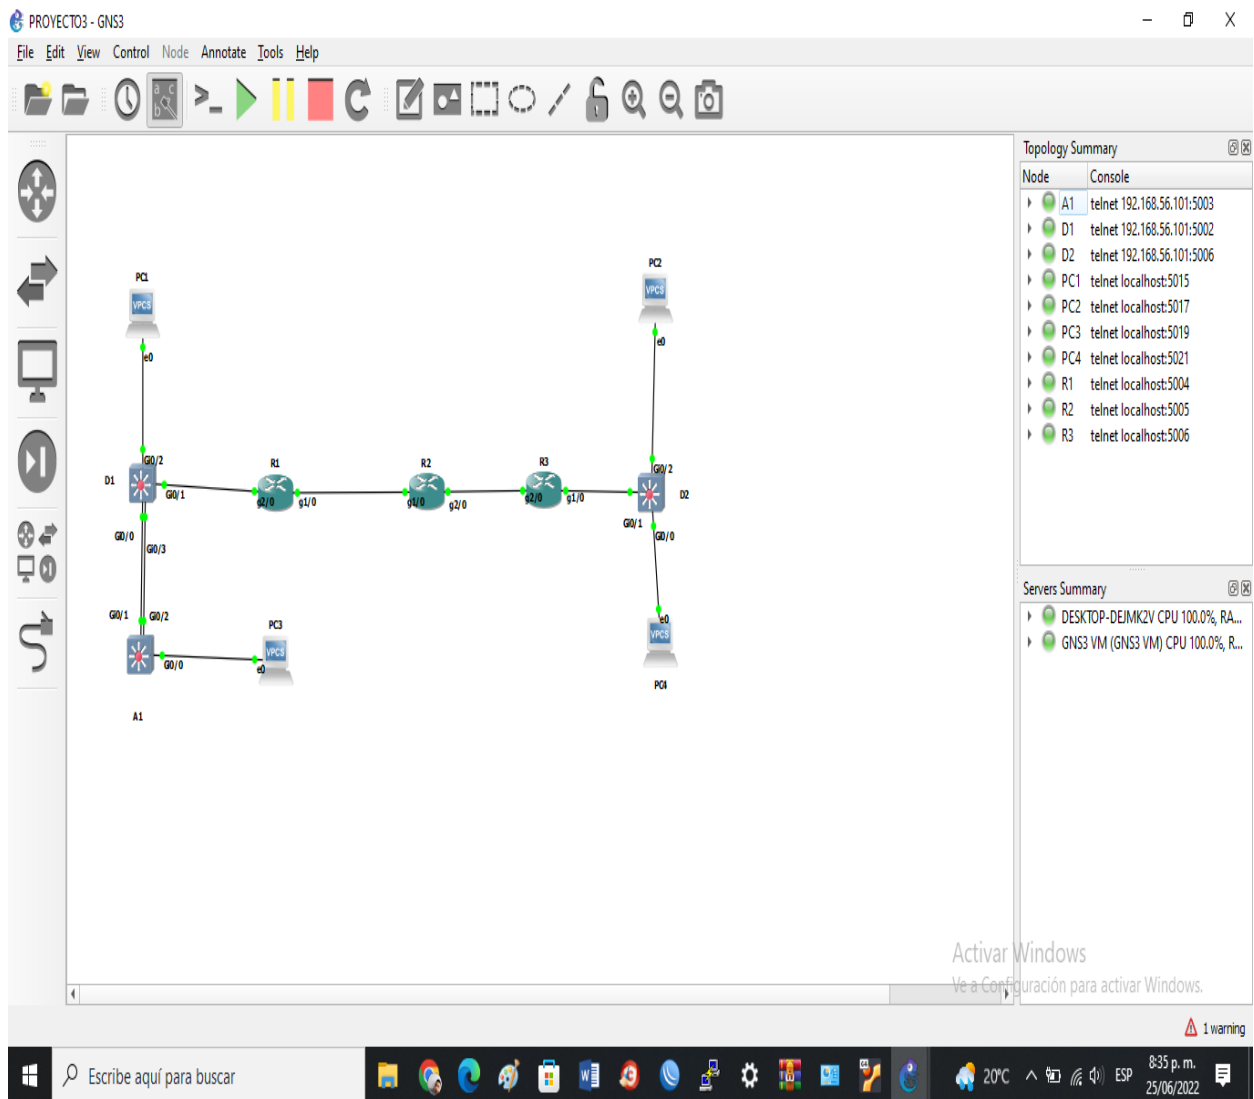 PROYECTO3 - GNS3
File Edit View Control Node Annotate Tools Help
Topology Summary
Node Console
A1 telnet 192.168.56.101:5003
D1 telnet 192.168.56.101:5002
D2 telnet 192.168.56.101:5006
PC1 telnet localhost:5015
PC2 telnet localhost:5017
PC3 telnet localhost:5019
PC4 telnet localhost:5021
R1 telnet localhost:5004
R2 telnet localhost:5005
R3 telnet localhost:5006
PC1
VPCS
e0
PC2
VPCS
e0
D1
Gi0/2
Gi0/1
R1
g2/0
g1/0
R2
g1/0
g2/0
R3
g2/0
g1/0
Gi0/2
D2
Gi0/1
Gi0/0
Gi0/0
Gi0/3
Gi0/1
Gi0/2
Gi0/0
A1
PC3
VPCS
e0
e0
VPCS
PC4
Servers Summary
DESKTOP-DEJMK2V CPU 100.0%, RA...
GNS3 VM (GNS3 VM) CPU 100.0%, R...
Activar Windows
Ve a Configuración para activar Windows.
1 warning
Escribe aquí para buscar
20°C
ESP
8:35 p. m.
25/06/2022